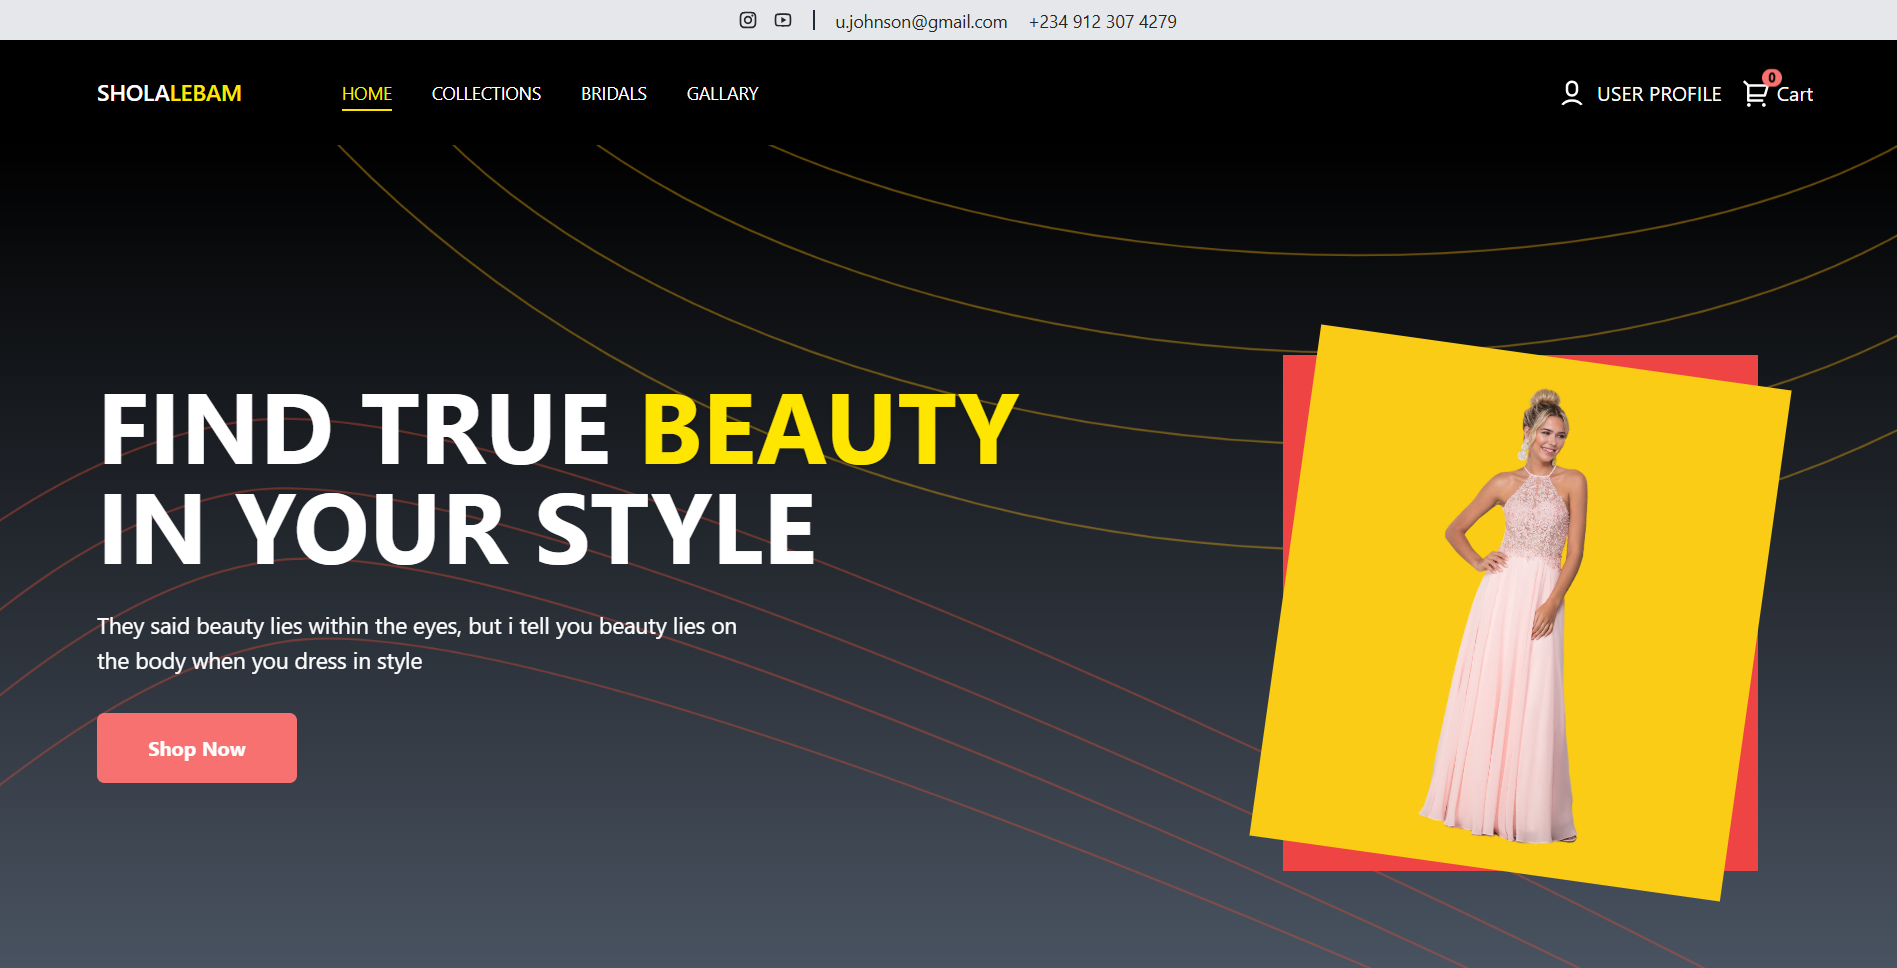 u.johnson@gmail.com +234 912 307 4279
SHOLALEBAM HOME COLLECTIONS BRIDALS GALLARY USER PROFILE 0 Cart
FIND TRUE BEAUTY
IN YOUR STYLE
They said beauty lies within the eyes, but i tell you beauty lies on
the body when you dress in style
Shop Now